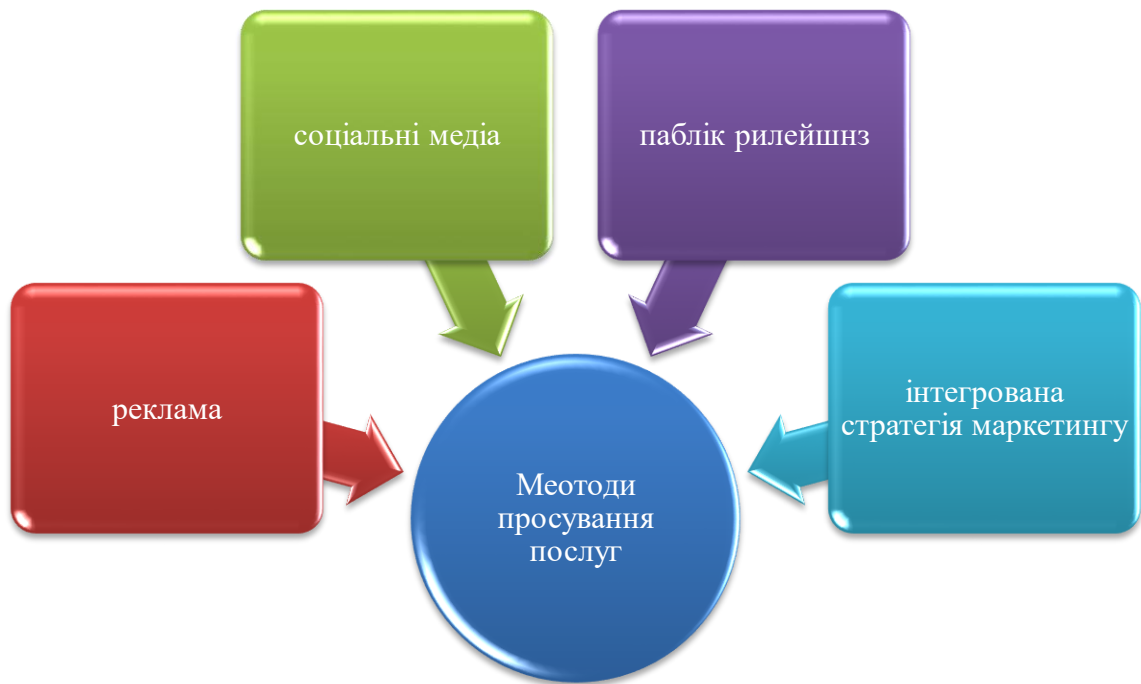 соціальні медіа
паблік рилейшнз
реклама
інтегрована
стратегія маркетингу
Меотоди
просування
послуг